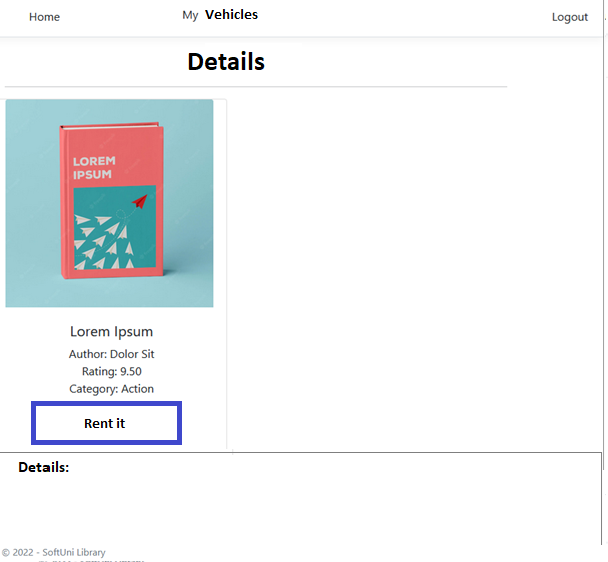 Home
My Vehicles
Logout
Details
LOREM
IPSUM
Lorem Ipsum
Author: Dolor Sit
Rating: 9.50
Category: Action
Rent it
Details:
© 2022 - SoftUni Library